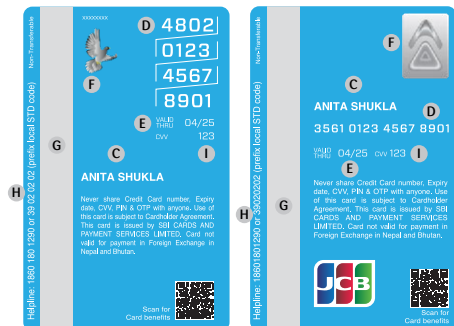 xxxxxxxx
D
4802
0123
4567
8901
F
E
VALID THRU
04/25
CVV
123
C
I
ANITA SHUKLA
Never share Credit Card number, Expiry
date, CVV, PIN & OTP with anyone. Use of
this card is subject to Cardholder Agreement.
This card is issued by SBI CARDS AND
PAYMENT SERVICES LIMITED. Card not
valid for payment in Foreign Exchange in
Nepal and Bhutan.
Scan for
Card benefits
Non-Transferable
G
H
Helpline: 1860 180 1290 or 39 02 02 02 (prefix local STD code)
F
C
ANITA SHUKLA
D
3561 0123 4567 8901
VALID THRU
04/25
CVV 123
I
E
Never share Credit Card number, Expiry
date, CVV, PIN & OTP with anyone. Use of
this card is subject to Cardholder
Agreement. This card is issued by SBI
CARDS AND PAYMENT SERVICES
LIMITED. Card not valid for payment in
Foreign Exchange in Nepal and Bhutan.
JCB
Scan for
Card benefits
Non-Transferable
G
H
Helpline: 18601801290 or 39020202 (prefix local STD code)